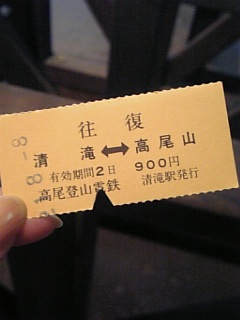 往復
清滝↔高尾山
有効期間2日 900円
高尾登山電鉄 清滝駅発行